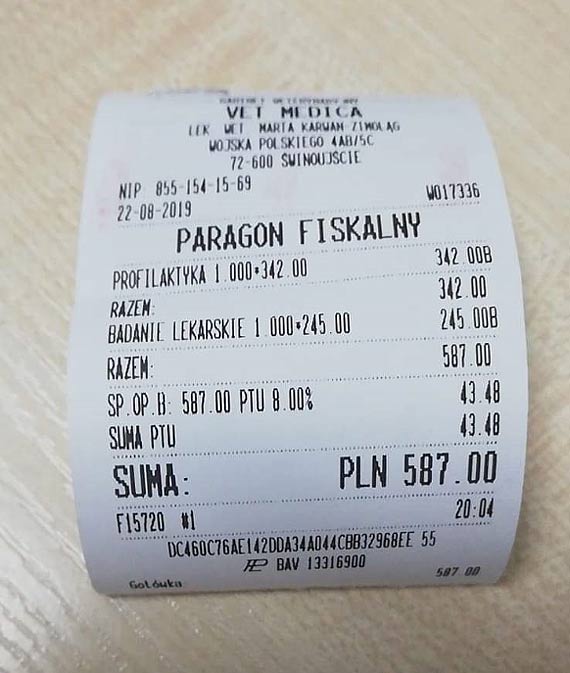 GABINET WETERYNARYJNY
VET MEDICA
LEK WET MARTA KARWAN-ZIMOLĄG
WOJSKA POLSKIEGO 4AB/5C
72-600 ŚWINOUJŚCIE
NIP 855-154-15-69
22-08-2019 W017336
PARAGON FISKALNY
PROFILAKTYKA 1.000*342.00 342.00B
RAZEM: 342.00
BADANIE LEKARSKIE 1.000*245.00 245.00B
RAZEM: 587.00
SP.OP.B: 587.00 PTU 8.00% 43.48
SUMA PTU 43.48
SUMA: PLN 587.00
F15720 #1 20:04
DC460C76AE142DDA34A044CBB32968EE 55
BAV 13316900
Gotówka 587.00